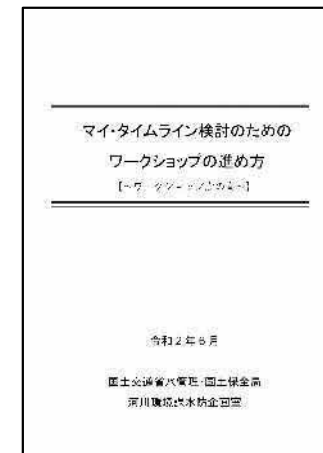 マイ・タイムライン検討のための
ワークショップの進め方
令和2年6月
国土交通省水管理・国土保全局
河川環境課水防企画室